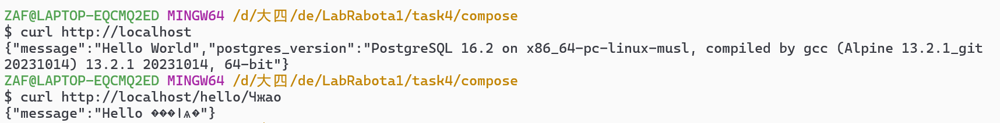 ZAF@LAPTOP-EQCMQ2ED MINGW64 /d/大四/de/LabRabota1/task4/compose
$ curl http://localhost
{"message":"Hello World","postgres_version":"PostgreSQL 16.2 on x86_64-pc-linux-musl, compiled by gcc (Alpine 13.2.1_git
20231014) 13.2.1 20231014, 64-bit"}
ZAF@LAPTOP-EQCMQ2ED MINGW64 /d/大四/de/LabRabota1/task4/compose
$ curl http://localhost/hello/Чжао
{"message":"Hello ���ѧ�"}